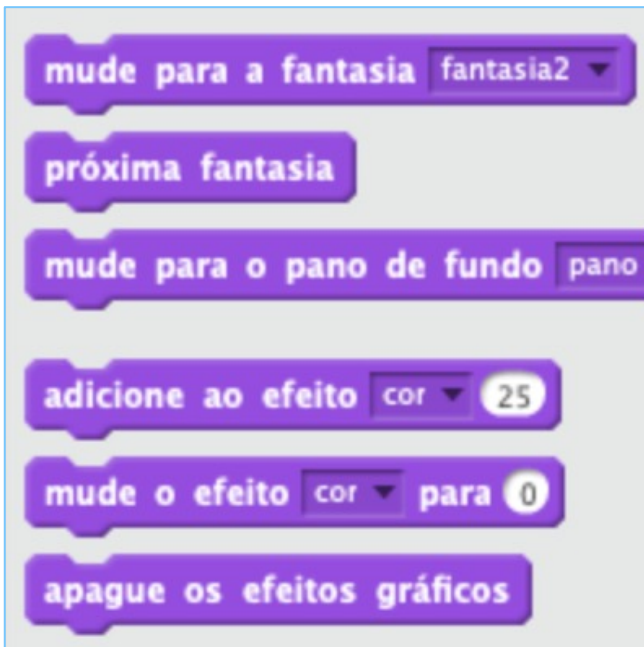 mude para a fantasia fantasia2
próxima fantasia
mude para o pano de fundo pano
adicione ao efeito cor 25
mude o efeito cor para 0
apague os efeitos gráficos